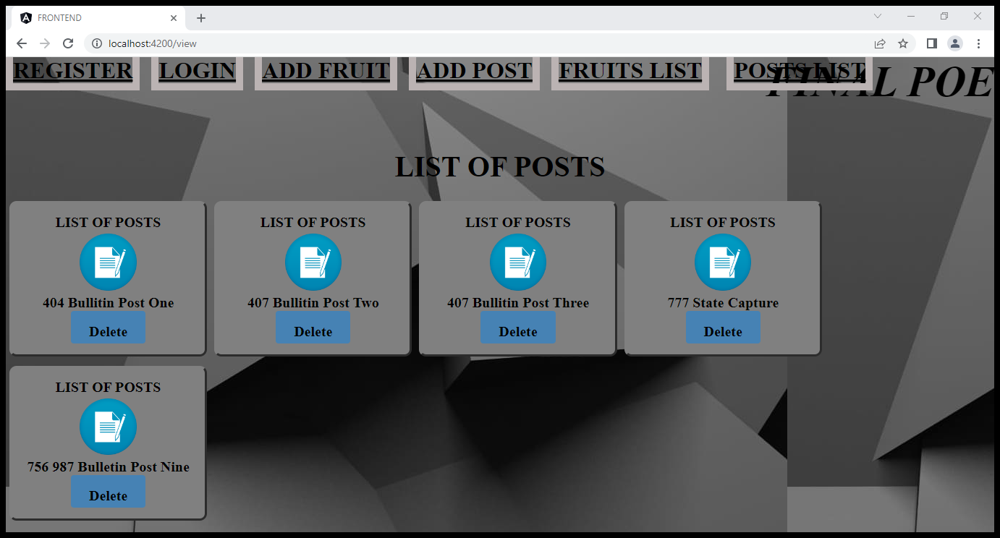 FRONTEND
localhost:4200/view
REGISTER LOGIN ADD FRUIT ADD POST FRUITS LIST POSTS LIST
FINAL POE
LIST OF POSTS
LIST OF POSTS LIST OF POSTS LIST OF POSTS LIST OF POSTS
404 Bullitin Post One 407 Bullitin Post Two 407 Bullitin Post Three 777 State Capture
Delete Delete Delete Delete
LIST OF POSTS
756 987 Bulletin Post Nine
Delete